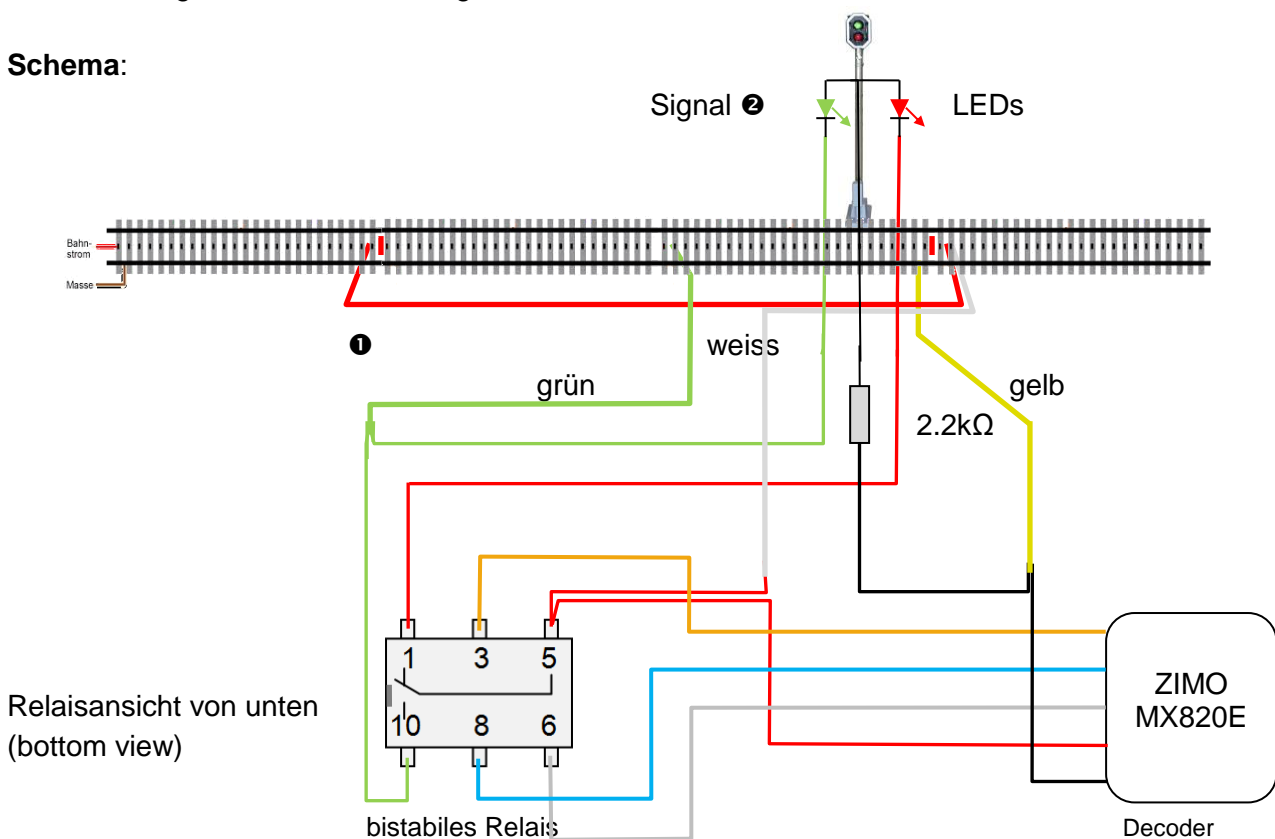 Schema:
Signal ❷
LEDs
Bahn-
strom
Masse
❶
weiss
grün
gelb
2.2kΩ
1 3 5
10 8 6
Relaisansicht von unten
(bottom view)
ZIMO
MX820E
bistabiles Relais
Decoder